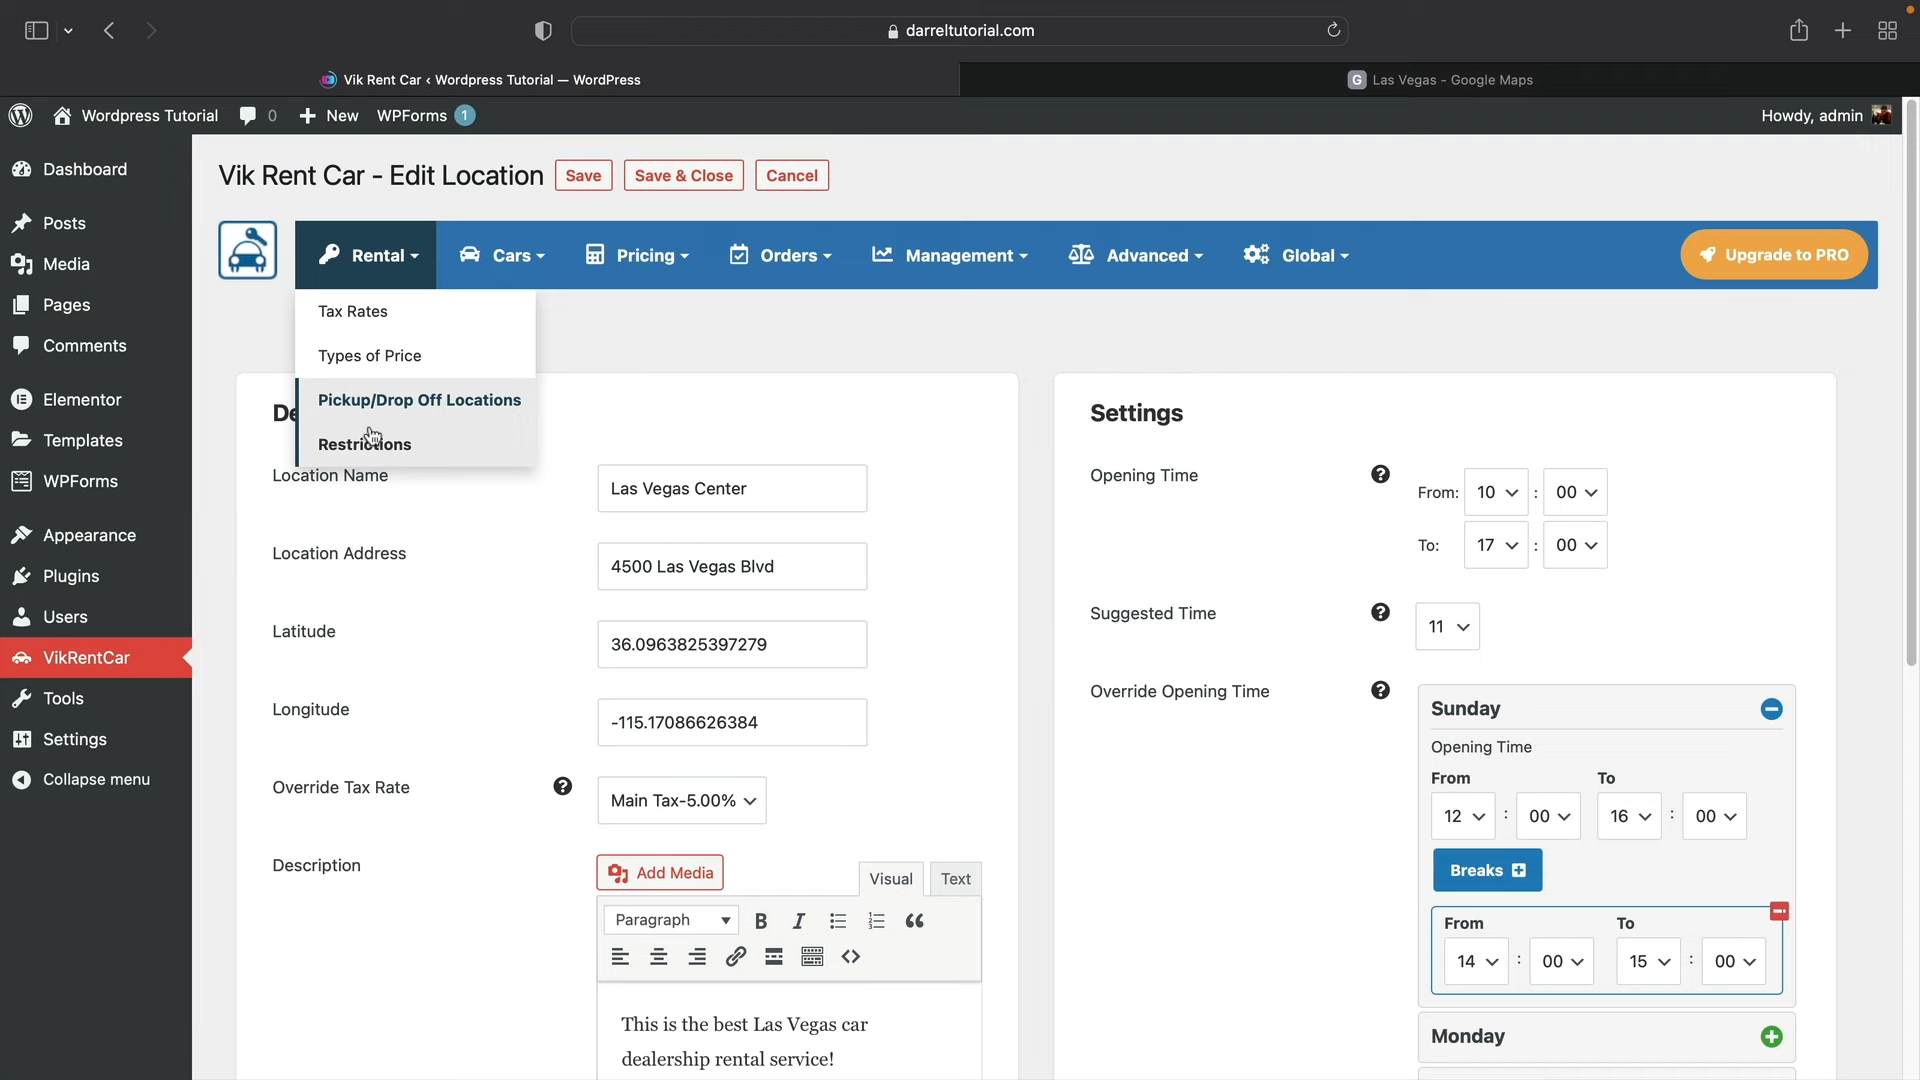 darreltutorial.com
Vik Rent Car ‹ Wordpress Tutorial — WordPress
G Las Vegas - Google Maps
Wordpress Tutorial 0 New WPForms 1 Howdy, admin
Dashboard
Posts
Media
Pages
Comments
Elementor
Templates
WPForms
Appearance
Plugins
Users
VikRentCar
Tools
Settings
Collapse menu
Vik Rent Car - Edit Location Save Save & Close Cancel
Rental Cars Pricing Orders Management Advanced Global Upgrade to PRO
Tax Rates
Types of Price
Pickup/Drop Off Locations
Restrictions
De
Location Name Las Vegas Center
Location Address 4500 Las Vegas Blvd
Latitude 36.0963825397279
Longitude -115.17086626384
Override Tax Rate ? Main Tax-5.00%
Description Add Media Visual Text
Paragraph B I
This is the best Las Vegas car
dealership rental service!
Settings
Opening Time ? From: 10 : 00
To: 17 : 00
Suggested Time ? 11
Override Opening Time ? Sunday
Opening Time
From To
12 : 00 16 : 00
Breaks
From To
14 : 00 15 : 00
Monday